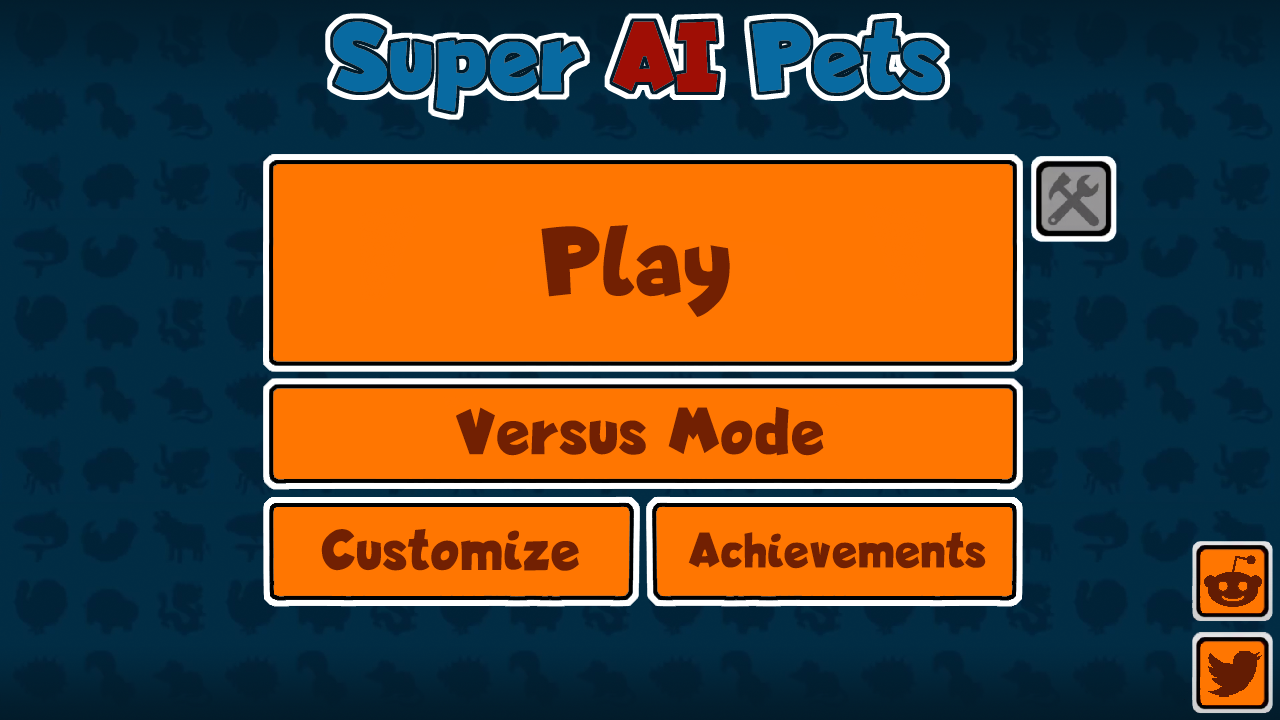 Super AI Pets
Play
Versus Mode
Customize
Achievements